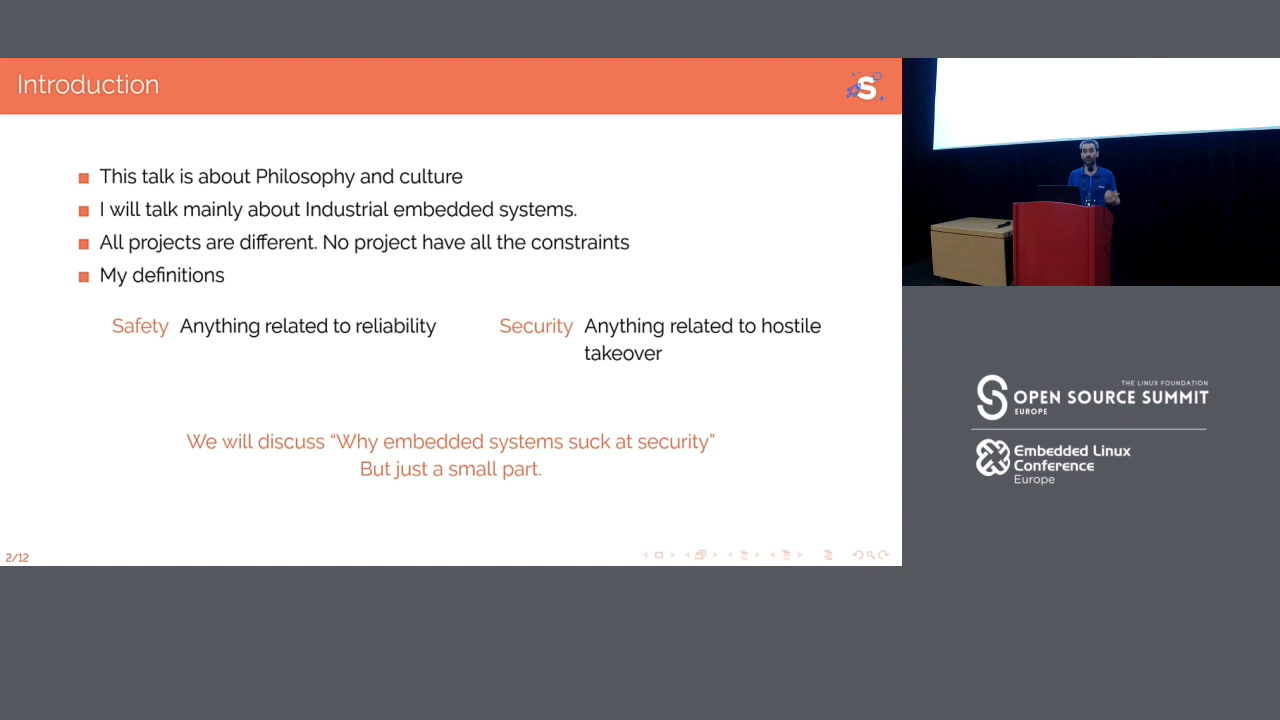 Introduction
S
This talk is about Philosophy and culture
I will talk mainly about Industrial embedded systems.
All projects are different. No project have all the constraints
My definitions
Safety Anything related to reliability
Security Anything related to hostile
takeover
We will discuss “Why embedded systems suck at security”
But just a small part.
2/12
THE LINUX FOUNDATION
OPEN SOURCE SUMMIT
EUROPE
Embedded Linux
Conference
Europe